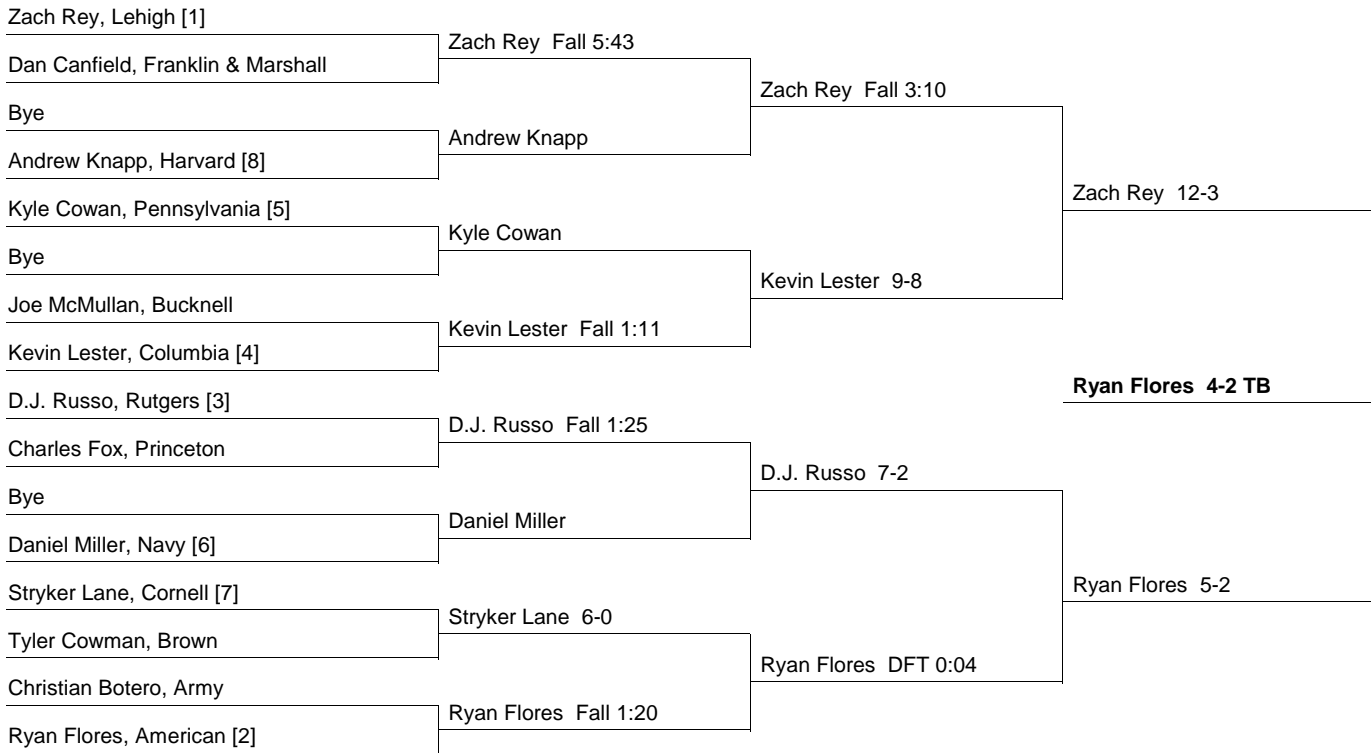 Zach Rey, Lehigh [1]
Dan Canfield, Franklin & Marshall
Bye
Andrew Knapp, Harvard [8]
Kyle Cowan, Pennsylvania [5]
Bye
Joe McMullan, Bucknell
Kevin Lester, Columbia [4]
D.J. Russo, Rutgers [3]
Charles Fox, Princeton
Bye
Daniel Miller, Navy [6]
Stryker Lane, Cornell [7]
Tyler Cowman, Brown
Christian Botero, Army
Ryan Flores, American [2]
Zach Rey Fall 5:43
Andrew Knapp
Kyle Cowan
Kevin Lester Fall 1:11
D.J. Russo Fall 1:25
Daniel Miller
Stryker Lane 6-0
Ryan Flores Fall 1:20
Zach Rey Fall 3:10
Kevin Lester 9-8
D.J. Russo 7-2
Ryan Flores DFT 0:04
Zach Rey 12-3
Ryan Flores 4-2 TB
Ryan Flores 5-2